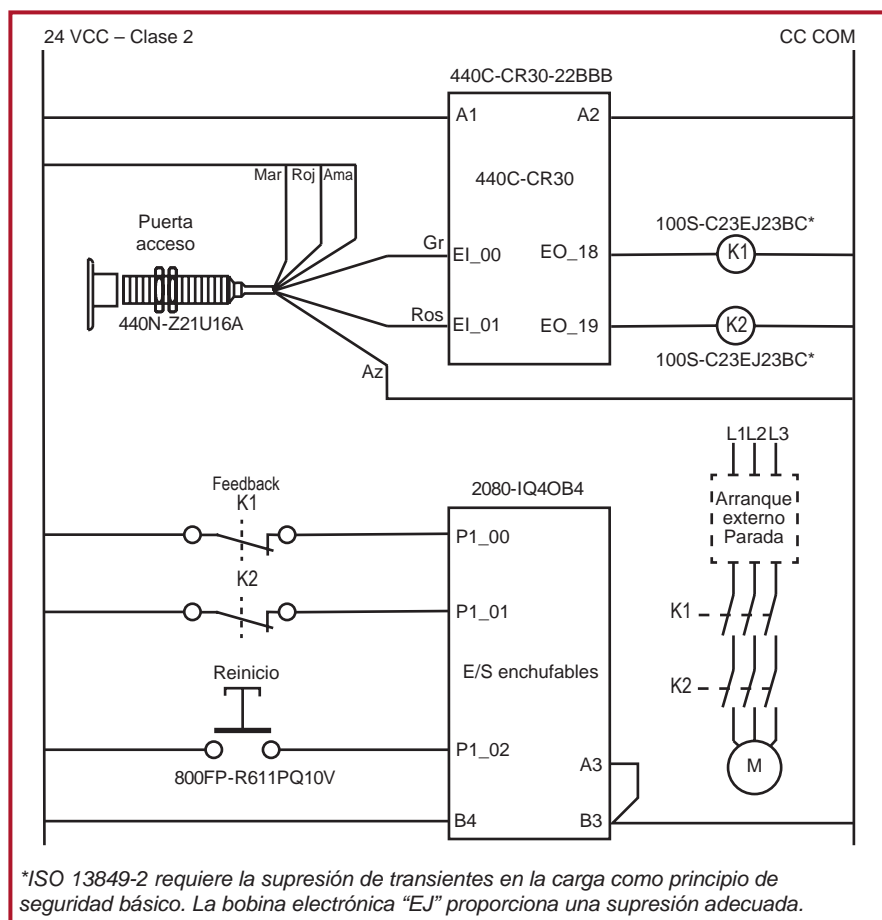 24 VCC – Clase 2
CC COM
440C-CR30-22BBB
A1
A2
Mar
Roj
Ama
440C-CR30
Puerta
acceso
100S-C23EJ23BC*
Gr
EI_00
EO_18
K1
440N-Z21U16A
Ros
EI_01
EO_19
K2
100S-C23EJ23BC*
Az
L1L2L3
2080-IQ4OB4
Feedback
K1
Arranque
externo
Parada
P1_00
K2
P1_01
K1
Reinicio
E/S enchufables
K2
P1_02
800FP-R611PQ10V
A3
M
B4
B3
*ISO 13849-2 requiere la supresión de transientes en la carga como principio de
seguridad básico. La bobina electrónica “EJ” proporciona una supresión adecuada.